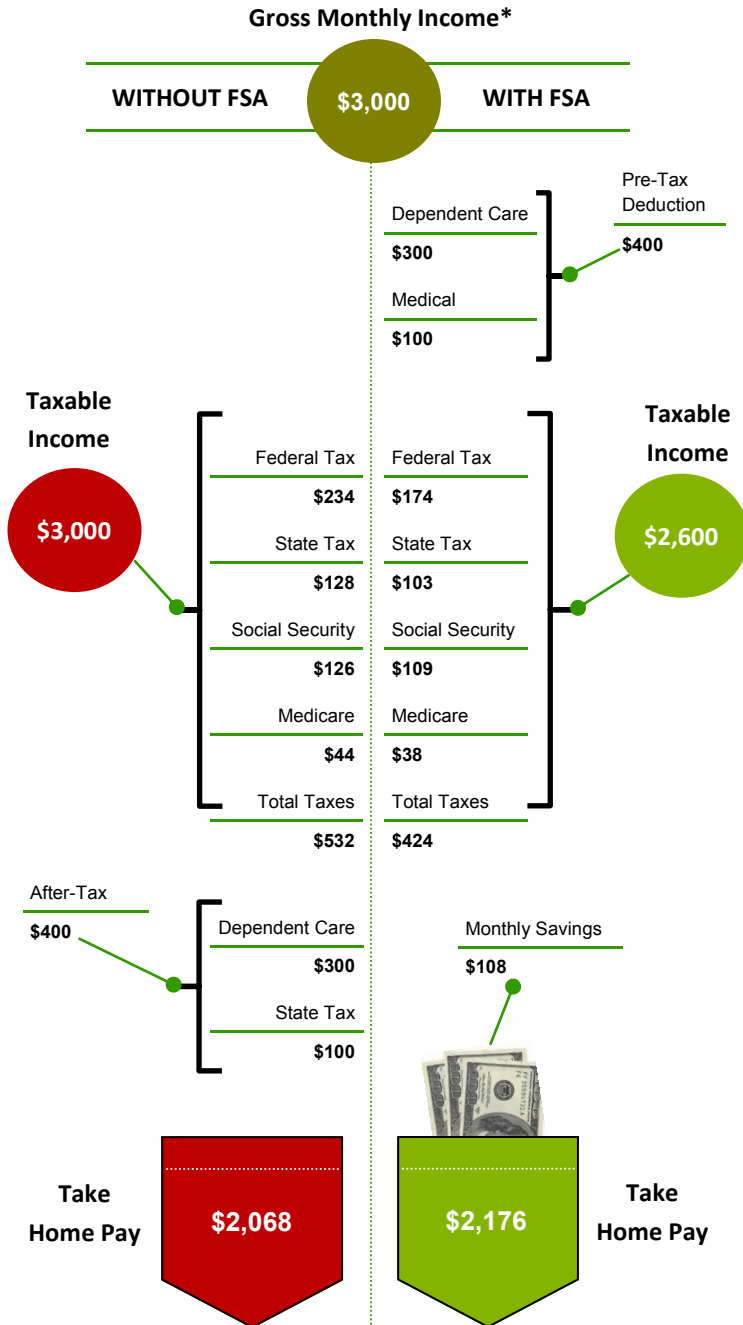 Gross Monthly Income*
WITHOUT FSA
$3,000
WITH FSA
Dependent Care
$300
Medical
$100
Pre-Tax
Deduction
$400
Taxable
Income
$3,000
Federal Tax
$234
State Tax
$128
Social Security
$126
Medicare
$44
Total Taxes
$532
Federal Tax
$174
State Tax
$103
Social Security
$109
Medicare
$38
Total Taxes
$424
Taxable
Income
$2,600
After-Tax
$400
Dependent Care
$300
State Tax
$100
Monthly Savings
$108
Take
Home Pay
$2,068
$2,176
Take
Home Pay